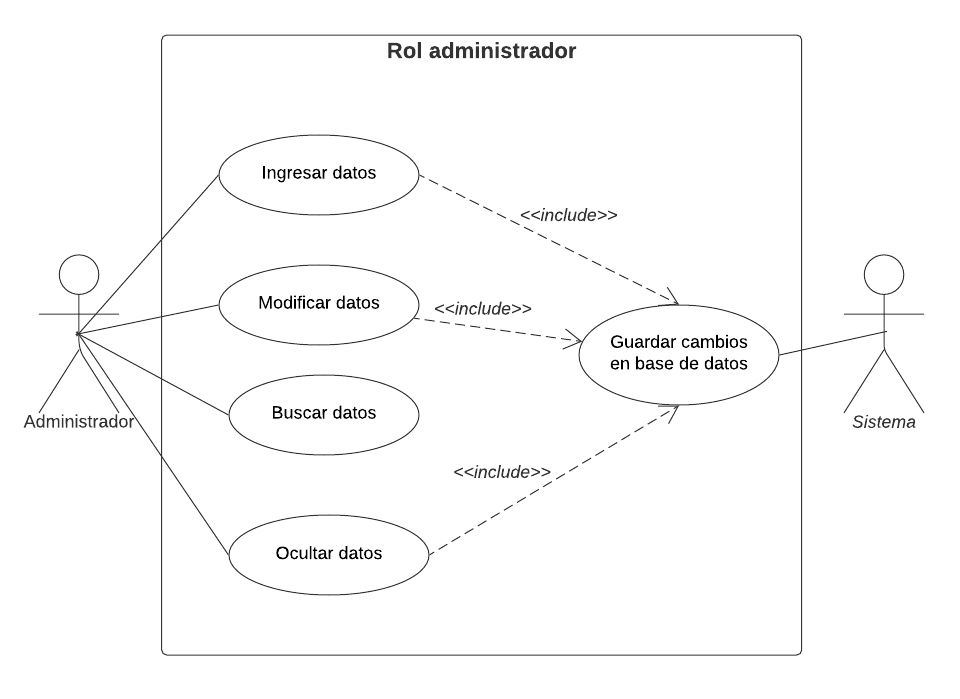 Rol administrador
Ingresar datos
<<include>>
Modificar datos
<<include>>
Guardar cambios
en base de datos
Administrador
Sistema
Buscar datos
<<include>>
Ocultar datos